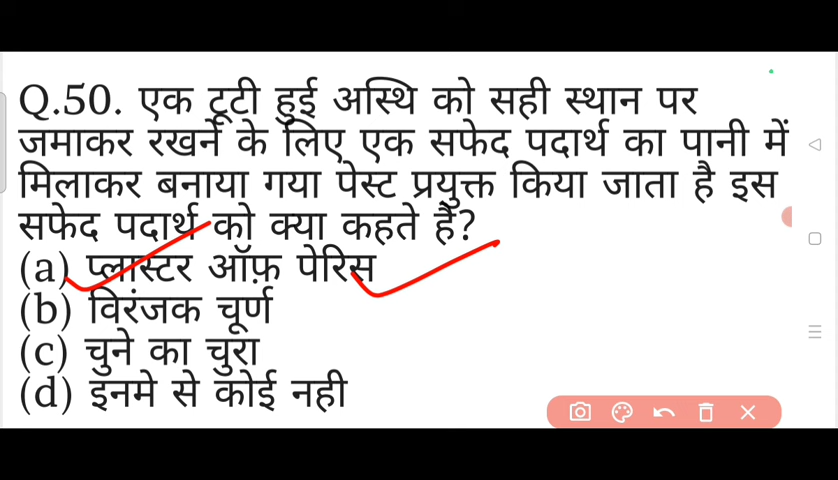 Q.50. एक टूटी हुई अस्थि को सही स्थान पर
जमाकर रखने के लिए एक सफेद पदार्थ का पानी में
मिलाकर बनाया गया पेस्ट प्रयुक्त किया जाता है इस
सफेद पदार्थ को क्या कहते हैं?
(a) प्लास्टर ऑफ़ पेरिस
(b) विरंजक चूर्ण
(c) चुने का चुरा
(d) इनमे से कोई नही